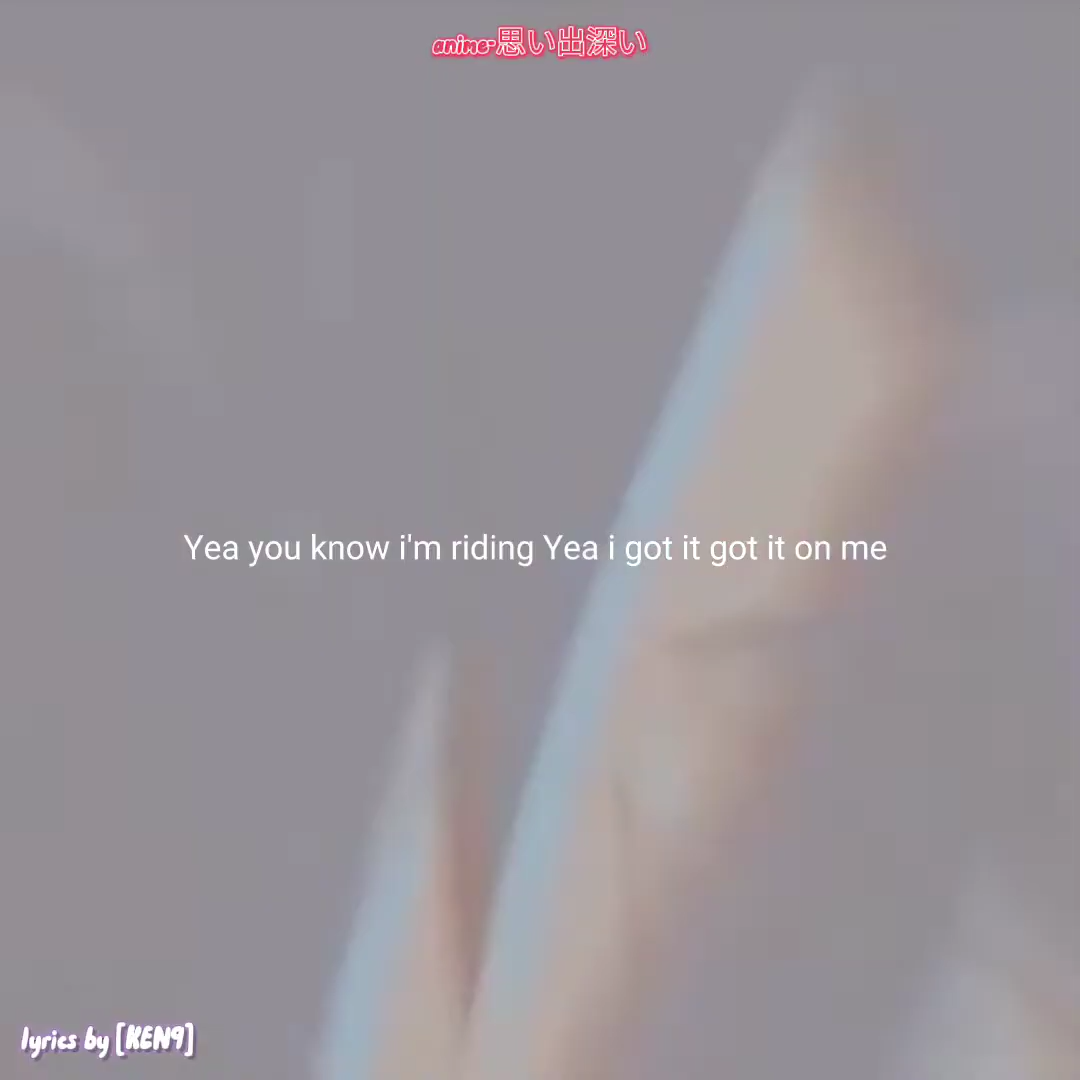 anime-思い出深い
Yea you know i'm riding Yea i got it got it on me
lyrics by [KEN9]